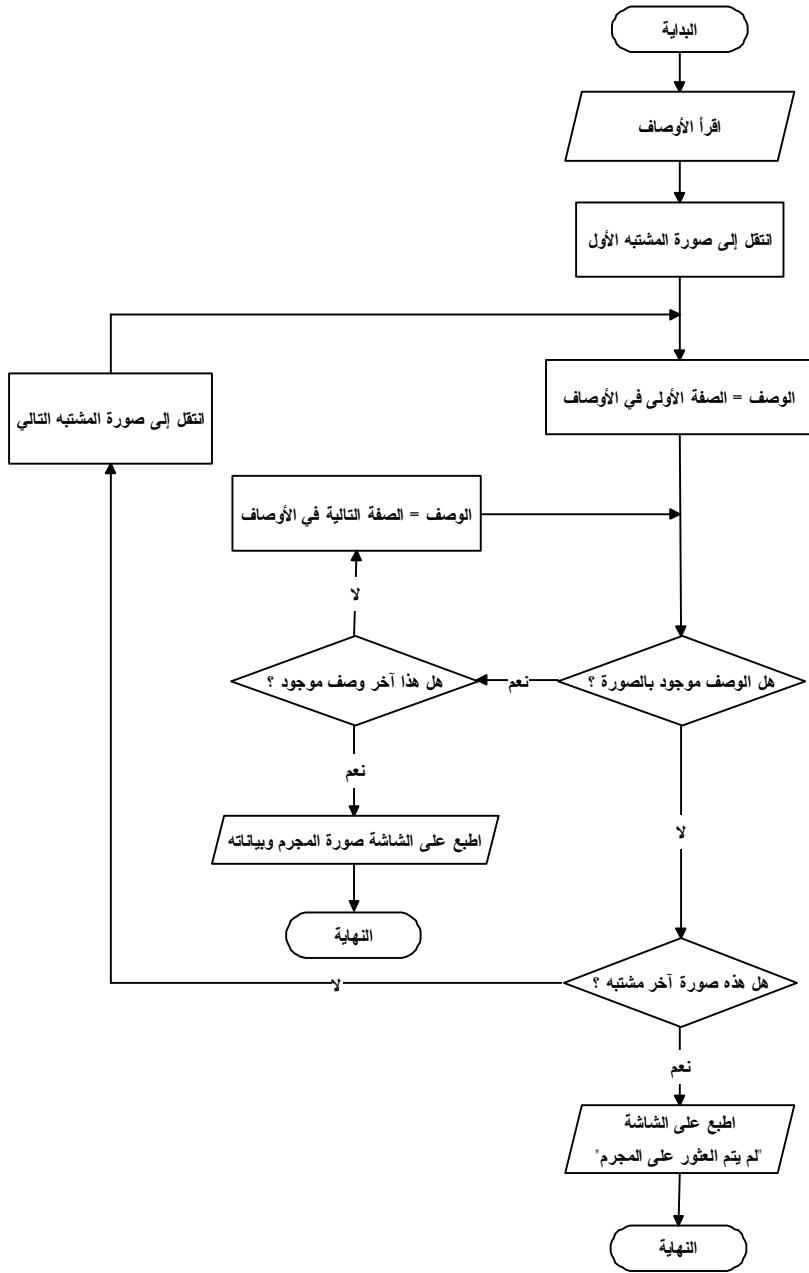 البداية
اقرأ الأوصاف
انتقل إلى صورة المشتبه الأول
الوصف = الصفة الأولى في الأوصاف
انتقل إلى صورة المشتبه التالي
الوصف = الصفة التالية في الأوصاف
لا
هل الوصف موجود بالصورة ؟
نعم
هل هذا آخر وصف موجود ؟
نعم
اطبع على الشاشة صورة المجرم وبياناته
النهاية
لا
هل هذه صورة آخر مشتبه ؟
لا
نعم
اطبع على الشاشة
"لم يتم العثور على المجرم"
النهاية